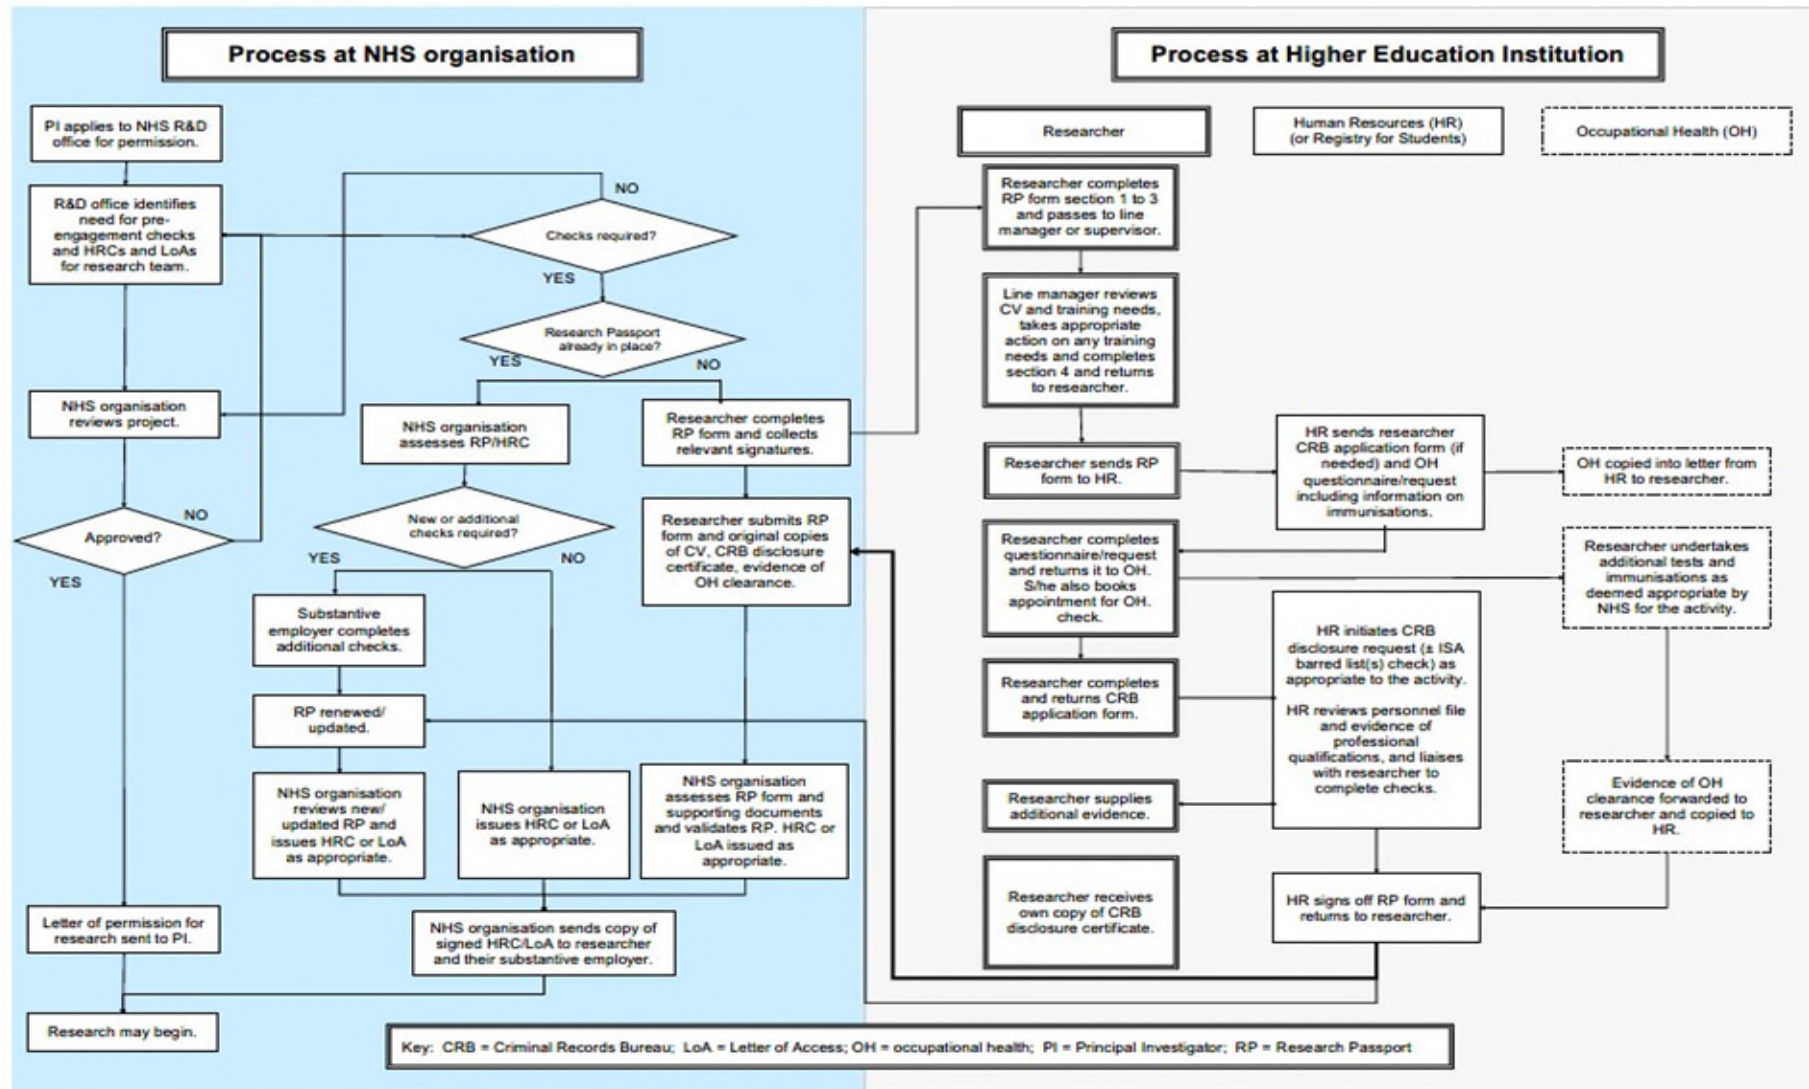 Process at NHS organisation
PI applies to NHS R&D
office for permission.
R&D office identifies
need for pre-
engagement checks
and HRCs and LoAs
for research team.
NO
Checks required?
YES
Research Passport
already in place?
YES
NO
NHS organisation
reviews project.
NHS organisation
assesses RP/HRC
Researcher completes
RP form and collects
relevant signatures.
Approved?
NO
YES
New or additional
checks required?
YES
NO
Researcher submits RP
form and original copies
of CV, CRB disclosure
certificate, evidence of
OH clearance.
Substantive
employer completes
additional checks.
RP renewed/
updated.
NHS organisation
reviews new/
updated RP and
issues HRC or LoA
as appropriate.
NHS organisation
issues HRC or LoA
as appropriate.
NHS organisation
assesses RP form and
supporting documents
and validates RP. HRC or
LoA issued as
appropriate.
Letter of permission for
research sent to PI.
NHS organisation sends copy of
signed HRC/LoA to researcher
and their substantive employer.
Research may begin.
Process at Higher Education Institution
Researcher
Human Resources (HR)
(or Registry for Students)
Occupational Health (OH)
Researcher completes
RP form section 1 to 3
and passes to line
manager or supervisor.
Line manager reviews
CV and training needs,
takes appropriate
action on any training
needs and completes
section 4 and returns
to researcher.
Researcher sends RP
form to HR.
HR sends researcher
CRB application form (if
needed) and OH
questionnaire/request
including information on
immunisations.
OH copied into letter from
HR to researcher.
Researcher completes
questionnaire/request
and returns it to OH.
S/he also books
appointment for OH.
check.
Researcher undertakes
additional tests and
immunisations as
deemed appropriate by
NHS for the activity.
Researcher completes
and returns CRB
application form.
HR initiates CRB
disclosure request (± ISA
barred list(s) check) as
appropriate to the activity.
HR reviews personnel file
and evidence of
professional
qualifications, and liaises
with researcher to
complete checks.
Researcher supplies
additional evidence.
Evidence of OH
clearance forwarded to
researcher and copied to
HR.
Researcher receives
own copy of CRB
disclosure certificate.
HR signs off RP form and
returns to researcher.
Key: CRB = Criminal Records Bureau; LoA = Letter of Access; OH = occupational health; PI = Principal Investigator; RP = Research Passport